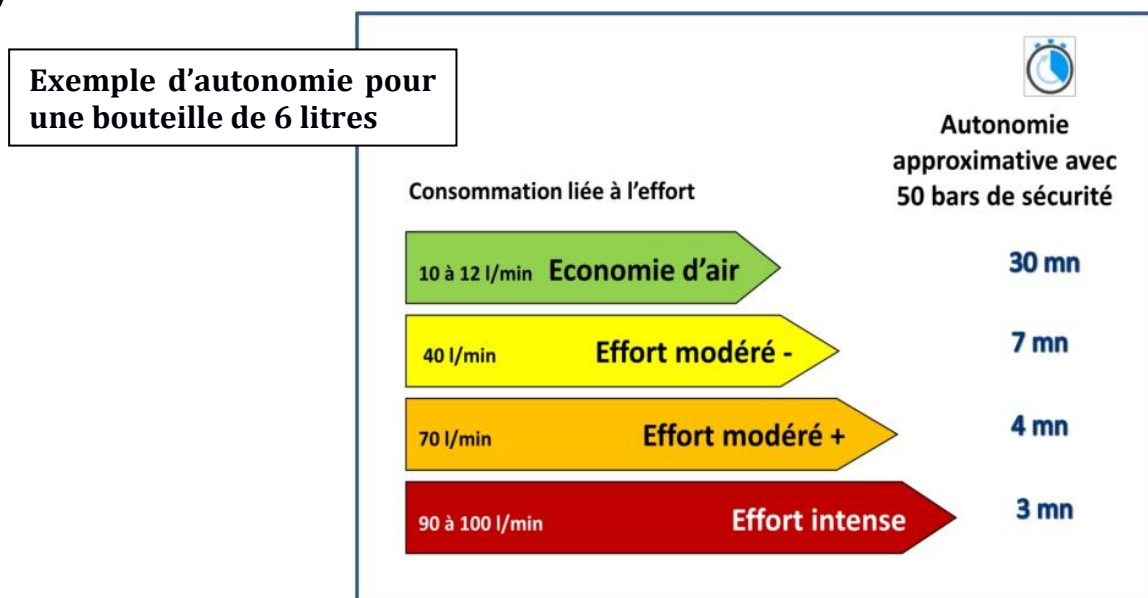 Exemple d’autonomie pour
une bouteille de 6 litres
Autonomie
approximative avec
50 bars de sécurité
Consommation liée à l’effort
10 à 12 l/min Economie d’air 30 mn
40 l/min Effort modéré - 7 mn
70 l/min Effort modéré + 4 mn
90 à 100 l/min Effort intense 3 mn